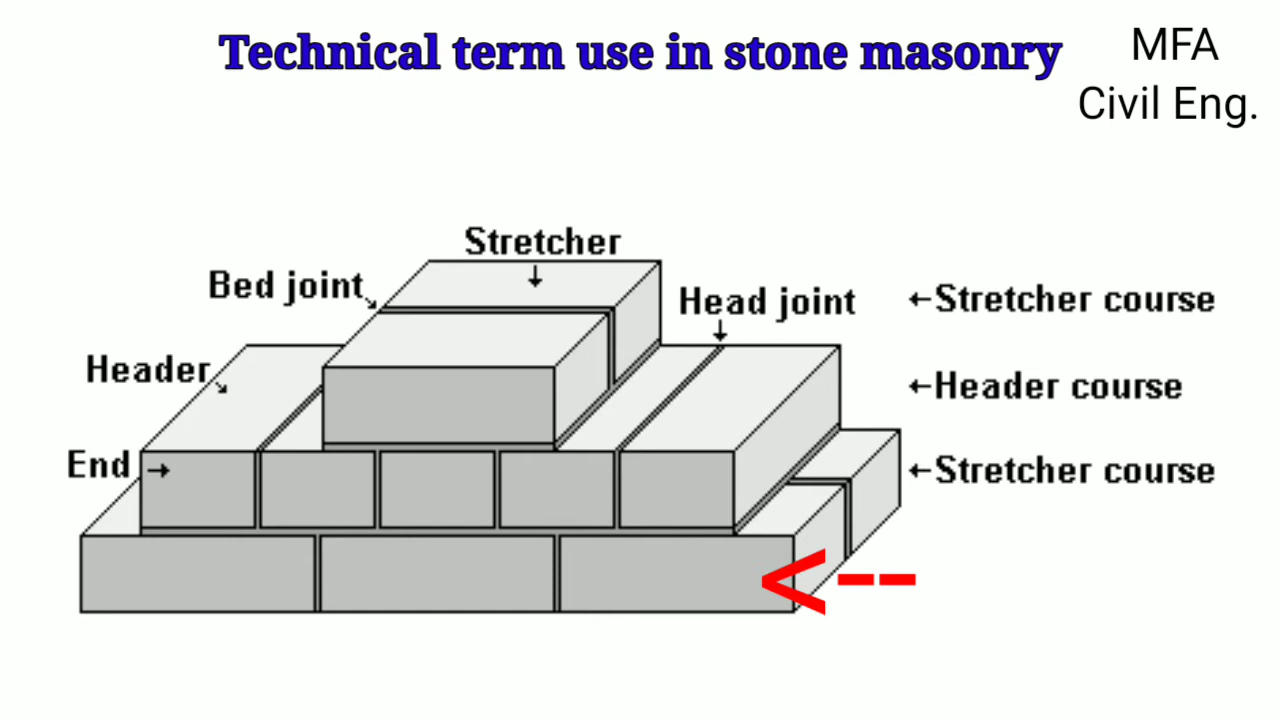 Technical term use in stone masonry
MFA
Civil Eng.
Stretcher
Bed joint
Head joint
←Stretcher course
Header
←Header course
End →
←Stretcher course
<--